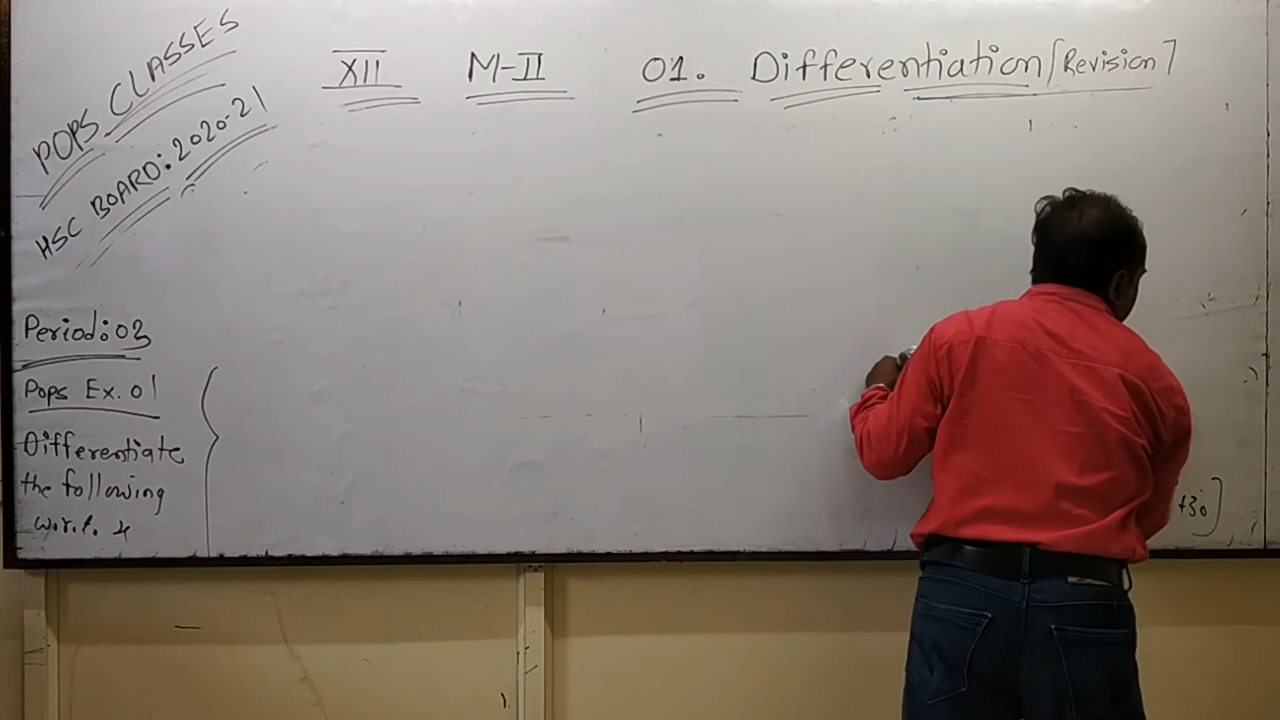 POPS CLASSES
HSC BOARD: 2020-21
XII M-II 01. Differentiation [Revision]
Period: 03
Pops Ex. 01
Differentiate
the following
w.r.t. x
+30]